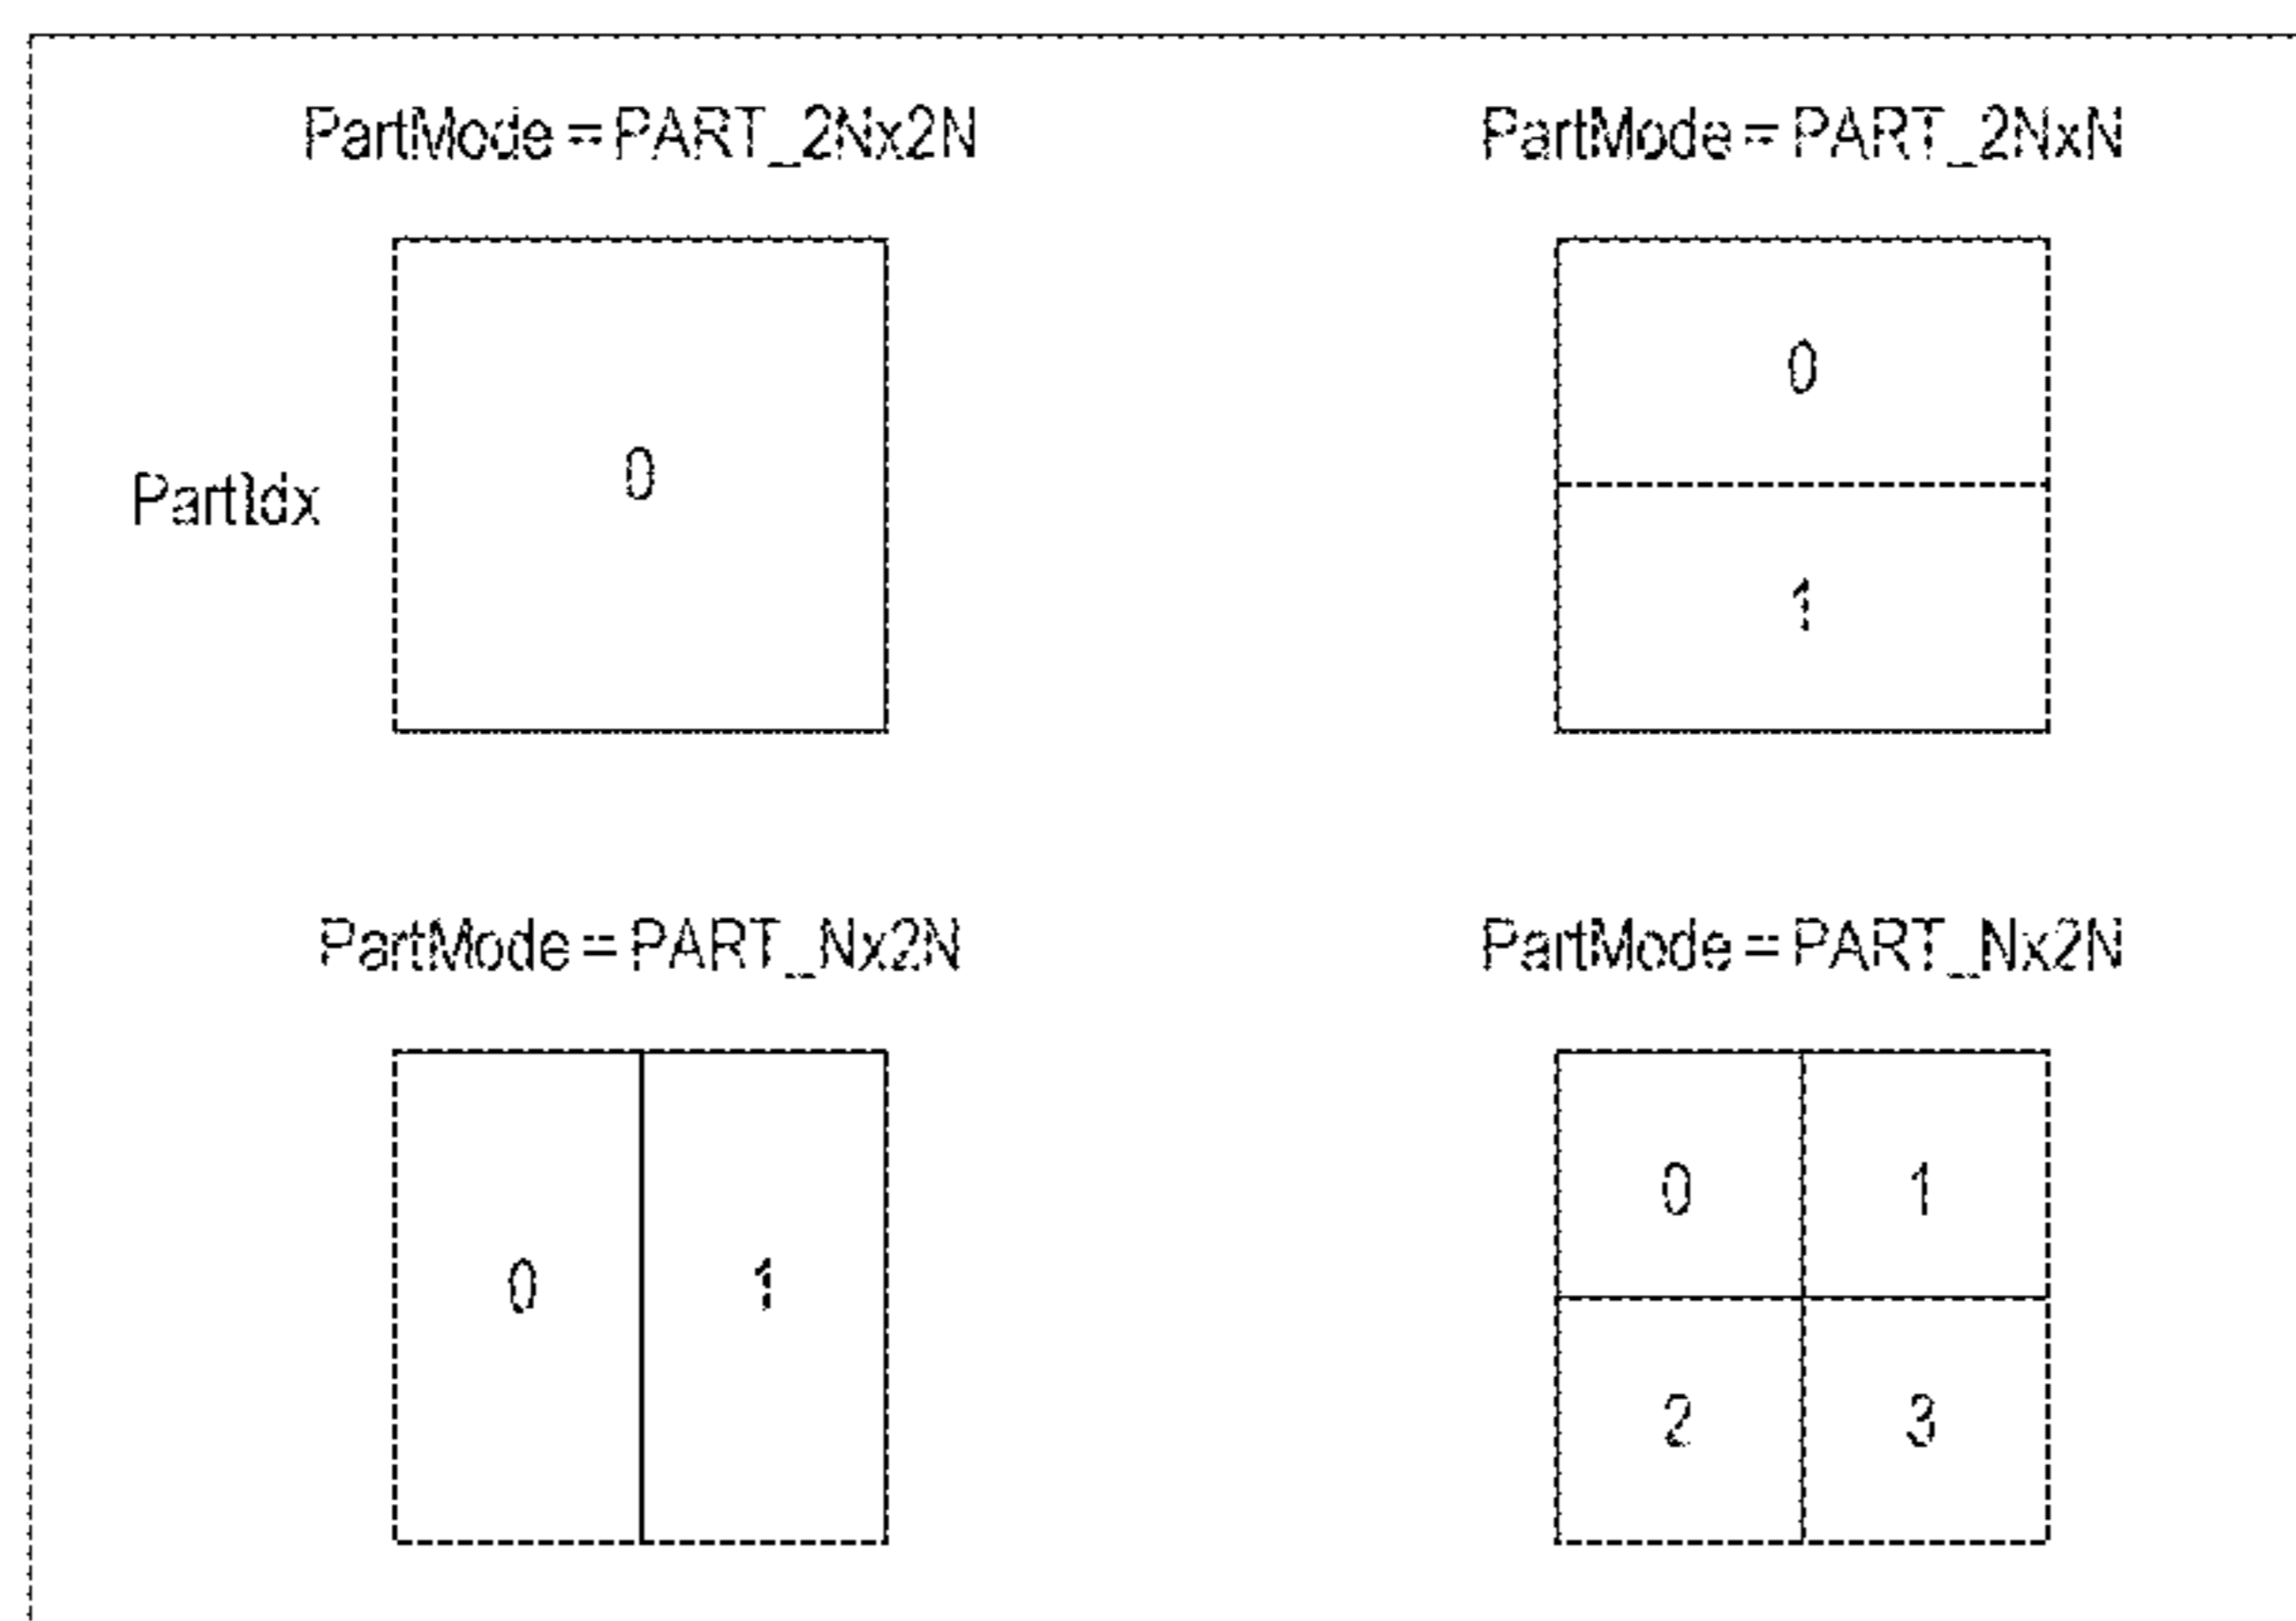 PartMode = PART_2Nx2N
PartMode = PART_2NxN
PartIdx
0
0
1
PartMode = PART_Nx2N
PartMode = PART_Nx2N
0 1
0 1
2 3